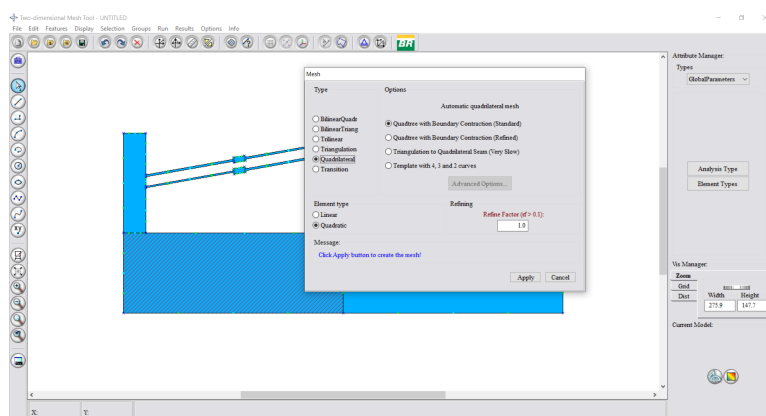 Two-dimensional Mesh Tool - UNTITLED
File Edit Features Display Selection Groups Run Results Options Info
BR
Attribute Manager:
Types
GlobalParameters
Analysis Type
Element Types
Mesh
Type
Options
Automatic quadrilateral mesh
BilinearQuadr
BilinearTriang
Trilinear
Triangulation
Quadrilateral
Transition
Quadtree with Boundary Contraction (Standard)
Quadtree with Boundary Contraction (Refined)
Triangulation to Quadrilateral Seam (Very Slow)
Template with 4, 3 and 2 curves
Advanced Options...
Element type
Linear
Quadratic
Refining
Refine Factor (rf > 0.1):
1.0
Message:
Click Apply button to create the mesh!
Apply Cancel
Vis Manager:
Zoom
Grid
Dist
Width Height
275.9 147.7
Current Model:
X: Y: